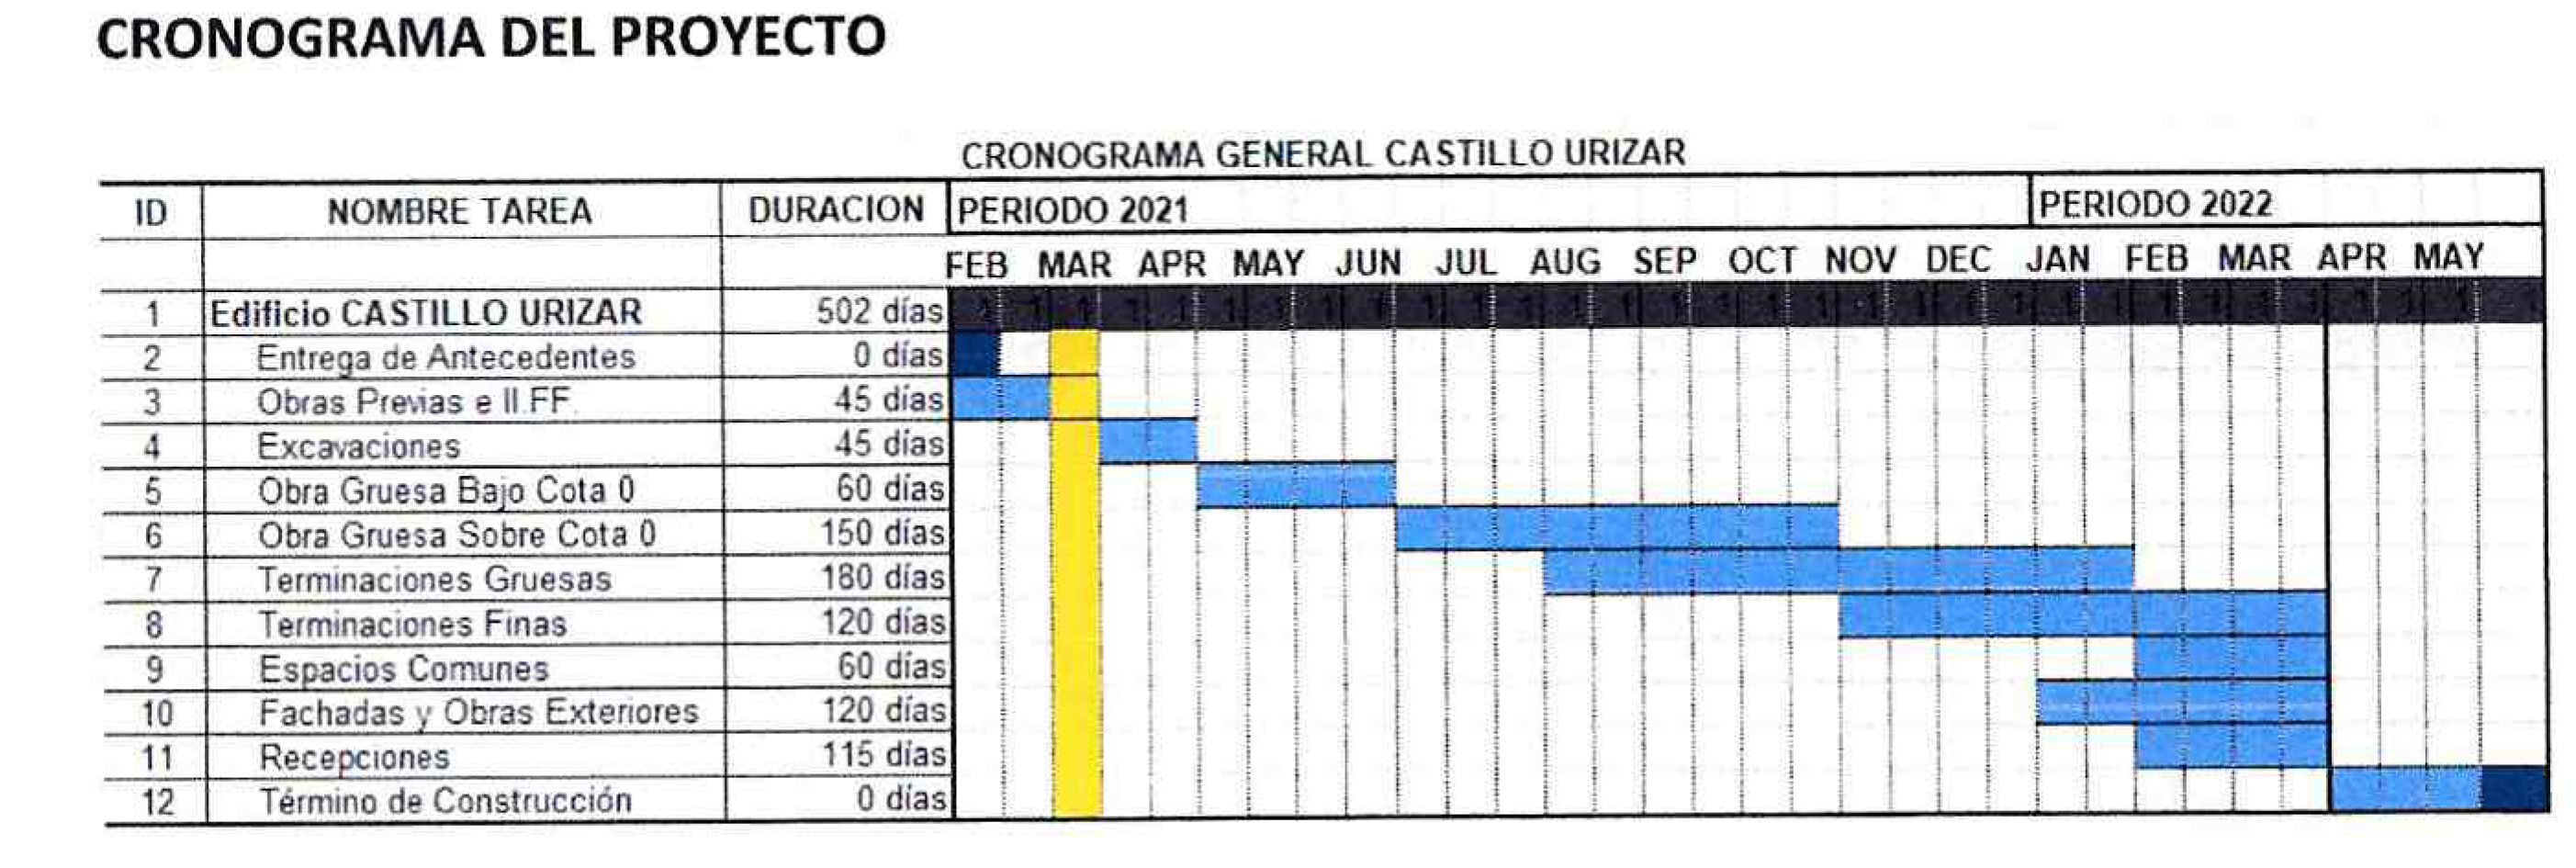 CRONOGRAMA DEL PROYECTO
CRONOGRAMA GENERAL CASTILLO URIZAR
ID NOMBRE TAREA DURACION PERIODO 2021 PERIODO 2022
FEB MAR APR MAY JUN JUL AUG SEP OCT NOV DEC JAN FEB MAR APR MAY
1 Edificio CASTILLO URIZAR 502 días
2 Entrega de Antecedentes 0 días
3 Obras Previas e II.FF. 45 días
4 Excavaciones 45 días
5 Obra Gruesa Bajo Cota 0 60 días
6 Obra Gruesa Sobre Cota 0 150 días
7 Terminaciones Gruesas 180 días
8 Terminaciones Finas 120 días
9 Espacios Comunes 60 días
10 Fachadas y Obras Exteriores 120 días
11 Recepciones 115 días
12 Término de Construcción 0 días